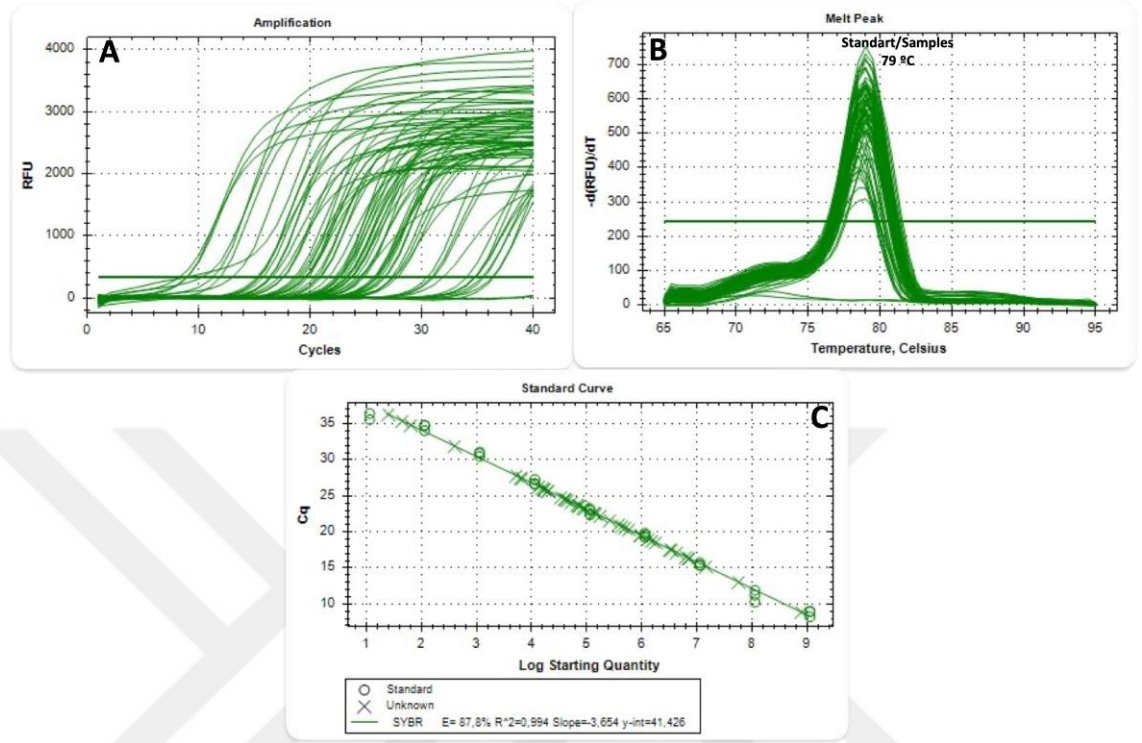 Amplification
A
4000
3000
2000
1000
0
RFU
0 10 20 30 40
Cycles
Melt Peak
B
Standart/Samples
79 ºC
700
600
500
400
300
200
100
0
-d(RFU)/dT
65 70 75 80 85 90 95
Temperature, Celsius
Standard Curve
C
35
30
25
20
15
10
Cq
1 2 3 4 5 6 7 8 9
Log Starting Quantity
Standard
Unknown
SYBR E= 87,8% R^2=0,994 Slope=-3,654 y-int=41,426